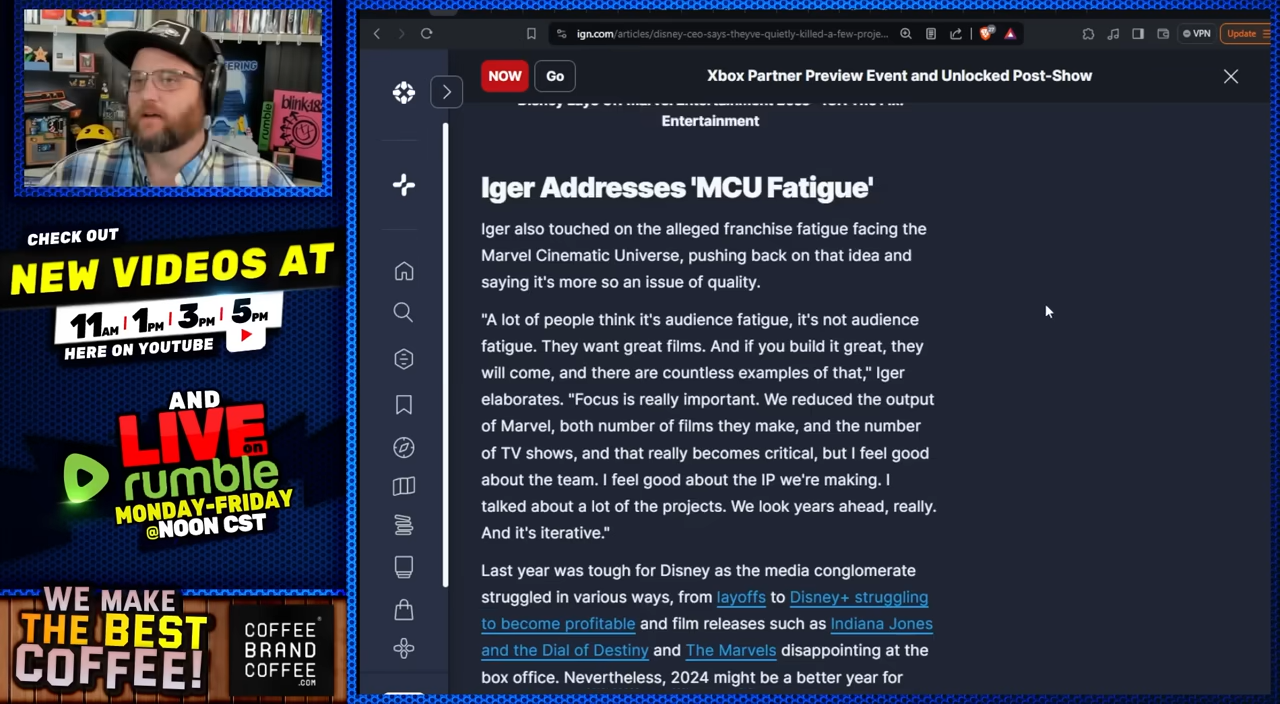 blink-182
rumble
CHECK OUT
NEW VIDEOS AT
11AM | 1PM | 3PM | 5PM
HERE ON YOUTUBE
AND
LIVE on
rumble
MONDAY-FRIDAY
@NOON CST
WE MAKE
THE BEST
COFFEE!
COFFEE
BRAND
COFFEE
.COM
ign.com/articles/disney-ceo-says-theyve-quietly-killed-a-few-proje...
VPN
Update
NOW
Go
Xbox Partner Preview Event and Unlocked Post-Show
Entertainment
Iger Addresses 'MCU Fatigue'
Iger also touched on the alleged franchise fatigue facing the
Marvel Cinematic Universe, pushing back on that idea and
saying it's more so an issue of quality.
"A lot of people think it's audience fatigue, it's not audience
fatigue. They want great films. And if you build it great, they
will come, and there are countless examples of that," Iger
elaborates. "Focus is really important. We reduced the output
of Marvel, both number of films they make, and the number
of TV shows, and that really becomes critical, but I feel good
about the team. I feel good about the IP we're making. I
talked about a lot of the projects. We look years ahead, really.
And it's iterative."
Last year was tough for Disney as the media conglomerate
struggled in various ways, from layoffs to Disney+ struggling
to become profitable and film releases such as Indiana Jones
and the Dial of Destiny and The Marvels disappointing at the
box office. Nevertheless, 2024 might be a better year for